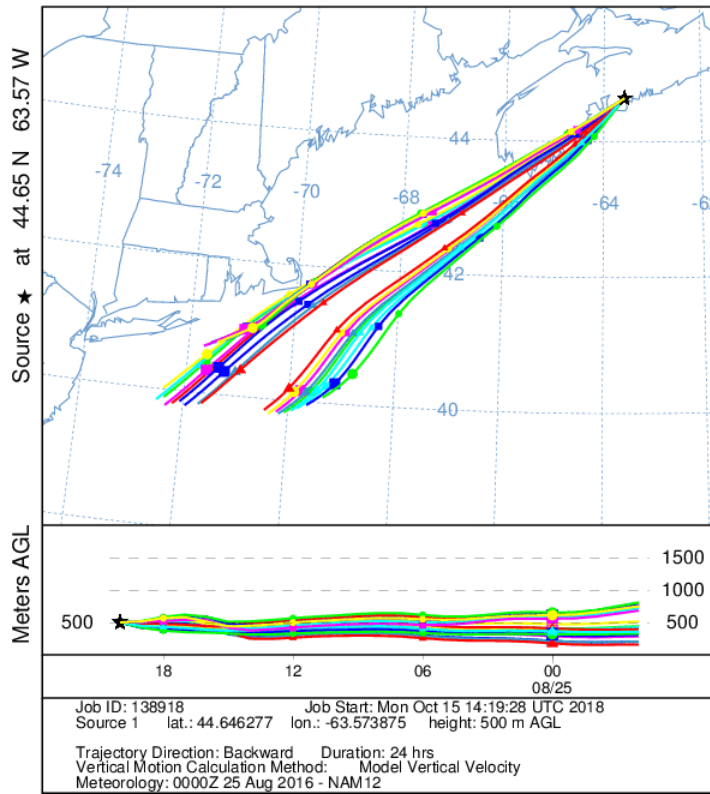 Source ★ at 44.65 N 63.57 W
-74
-72
-70
-68
-66
-64
44
42
40
Meters AGL
500
1500
1000
500
18
12
06
00
08/25
Job ID: 138918 Job Start: Mon Oct 15 14:19:28 UTC 2018
Source 1 lat.: 44.646277 lon.: -63.573875 height: 500 m AGL
Trajectory Direction: Backward Duration: 24 hrs
Vertical Motion Calculation Method: Model Vertical Velocity
Meteorology: 0000Z 25 Aug 2016 - NAM12